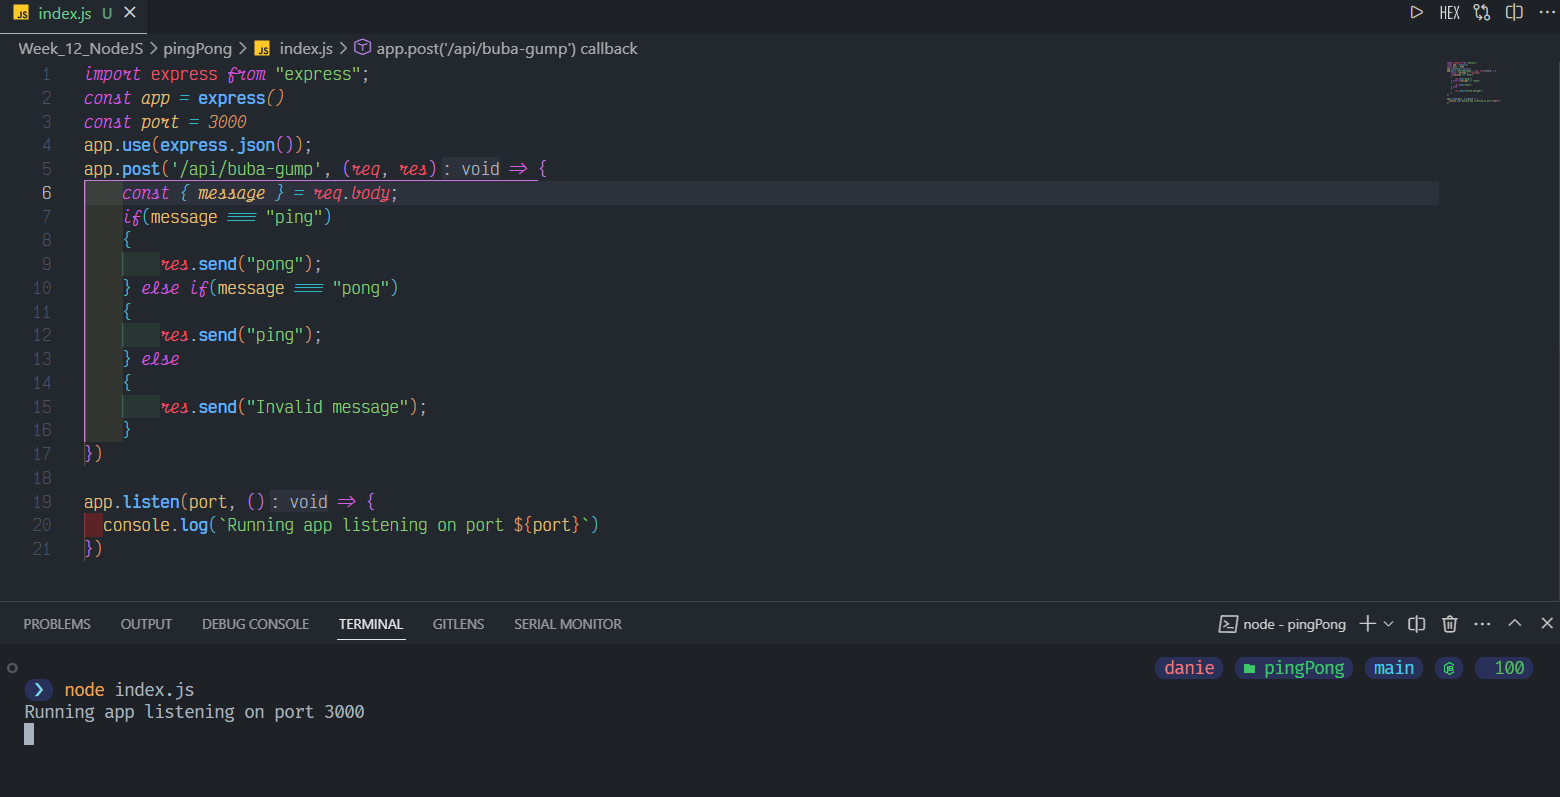 JS index.js U
HEX
Week_12_NodeJS > pingPong > JS index.js > app.post('/api/buba-gump') callback
1 import express from "express";
2 const app = express()
3 const port = 3000
4 app.use(express.json());
5 app.post('/api/buba-gump', (req, res): void => {
6 const { message } = req.body;
7 if(message === "ping")
8 {
9 res.send("pong");
10 } else if(message === "pong")
11 {
12 res.send("ping");
13 } else
14 {
15 res.send("Invalid message");
16 }
17 })
18
19 app.listen(port, (): void => {
20 console.log(`Running app listening on port ${port}`)
21 })
PROBLEMS OUTPUT DEBUG CONSOLE TERMINAL GITLENS SERIAL MONITOR node - pingPong
danie pingPong main 100
❯ node index.js
Running app listening on port 3000